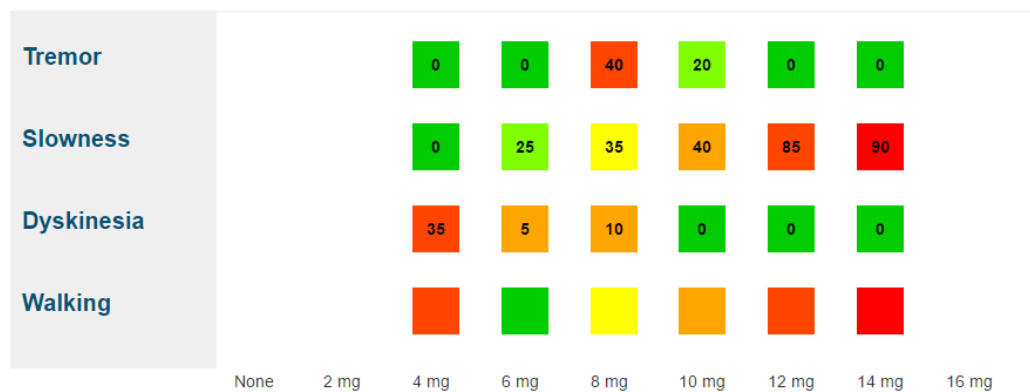 Tremor 0 0 40 20 0 0
Slowness 0 25 35 40 85 90
Dyskinesia 35 5 10 0 0 0
Walking
None 2 mg 4 mg 6 mg 8 mg 10 mg 12 mg 14 mg 16 mg